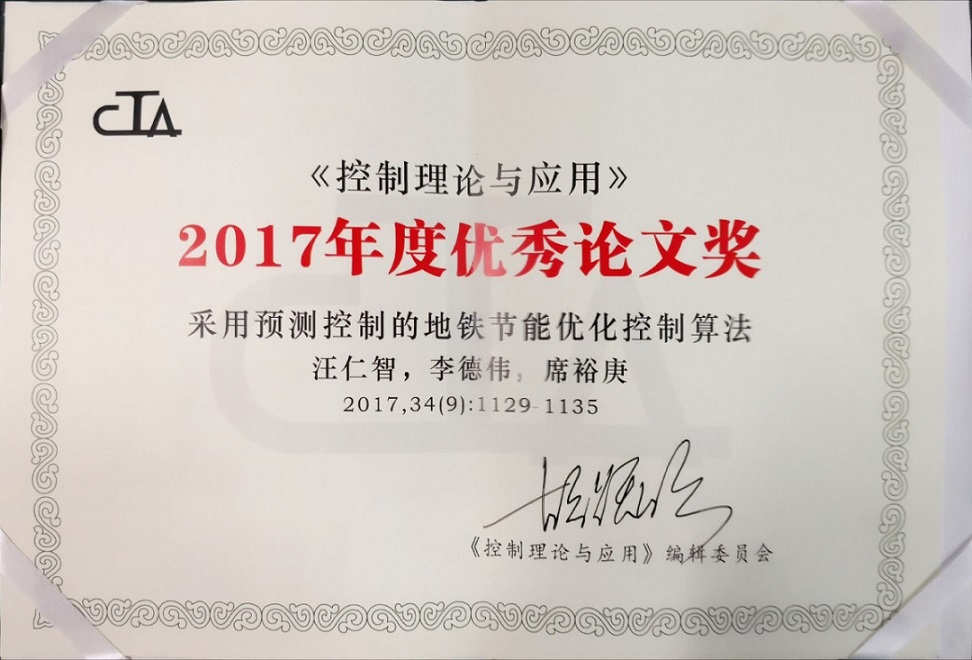 CTA
《控制理论与应用》
2017年度优秀论文奖
采用预测控制的地铁节能优化控制算法
汪仁智，李德伟，席裕庚
2017,34(9):1129-1135
《控制理论与应用》编辑委员会